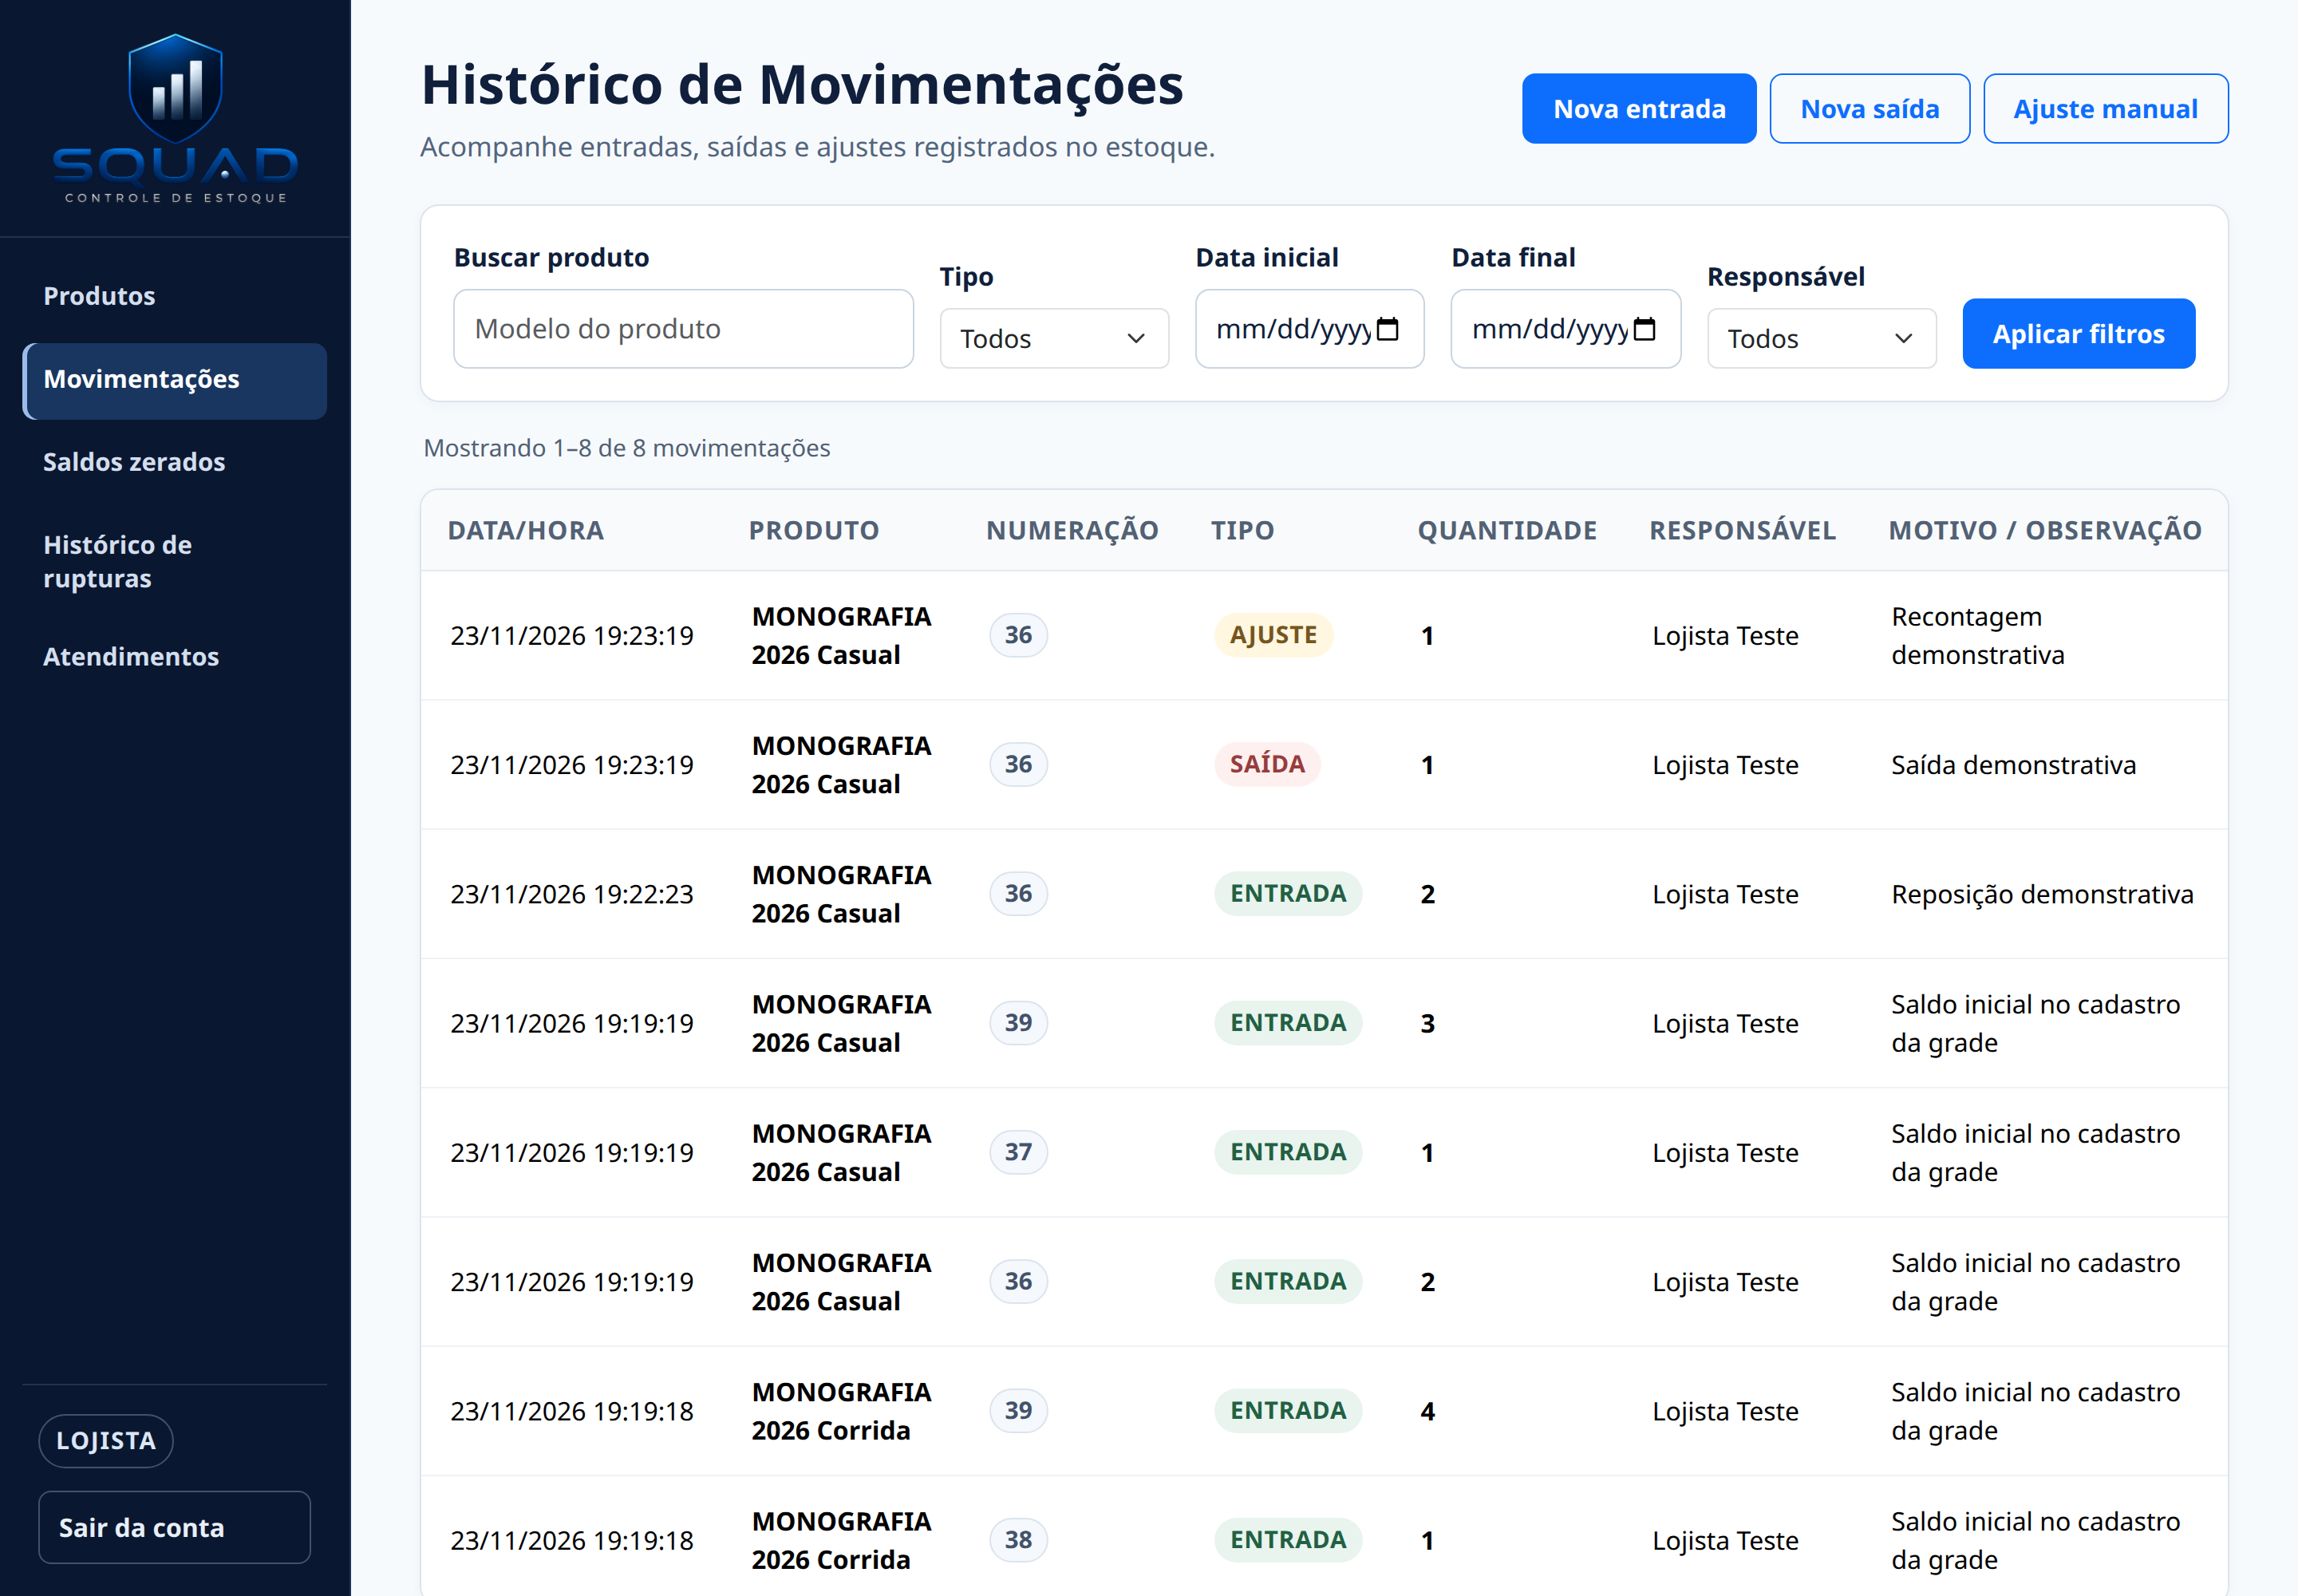 SQUAD
CONTROLE DE ESTOQUE
Produtos
Movimentações
Saldos zerados
Histórico de
rupturas
Atendimentos
LOJISTA
Sair da conta
Histórico de Movimentações
Acompanhe entradas, saídas e ajustes registrados no estoque.
Nova entrada
Nova saída
Ajuste manual
Buscar produto
Modelo do produto
Tipo
Todos
Data inicial
mm/dd/yyyy
Data final
mm/dd/yyyy
Responsável
Todos
Aplicar filtros
Mostrando 1–8 de 8 movimentações
DATA/HORA PRODUTO NUMERAÇÃO TIPO QUANTIDADE RESPONSÁVEL MOTIVO / OBSERVAÇÃO
23/11/2026 19:23:19
MONOGRAFIA
2026 Casual
36
AJUSTE
1
Lojista Teste
Recontagem
demonstrativa
23/11/2026 19:23:19
MONOGRAFIA
2026 Casual
36
SAÍDA
1
Lojista Teste
Saída demonstrativa
23/11/2026 19:22:23
MONOGRAFIA
2026 Casual
36
ENTRADA
2
Lojista Teste
Reposição demonstrativa
23/11/2026 19:19:19
MONOGRAFIA
2026 Casual
39
ENTRADA
3
Lojista Teste
Saldo inicial no cadastro
da grade
23/11/2026 19:19:19
MONOGRAFIA
2026 Casual
37
ENTRADA
1
Lojista Teste
Saldo inicial no cadastro
da grade
23/11/2026 19:19:19
MONOGRAFIA
2026 Casual
36
ENTRADA
2
Lojista Teste
Saldo inicial no cadastro
da grade
23/11/2026 19:19:18
MONOGRAFIA
2026 Corrida
39
ENTRADA
4
Lojista Teste
Saldo inicial no cadastro
da grade
23/11/2026 19:19:18
MONOGRAFIA
2026 Corrida
38
ENTRADA
1
Lojista Teste
Saldo inicial no cadastro
da grade